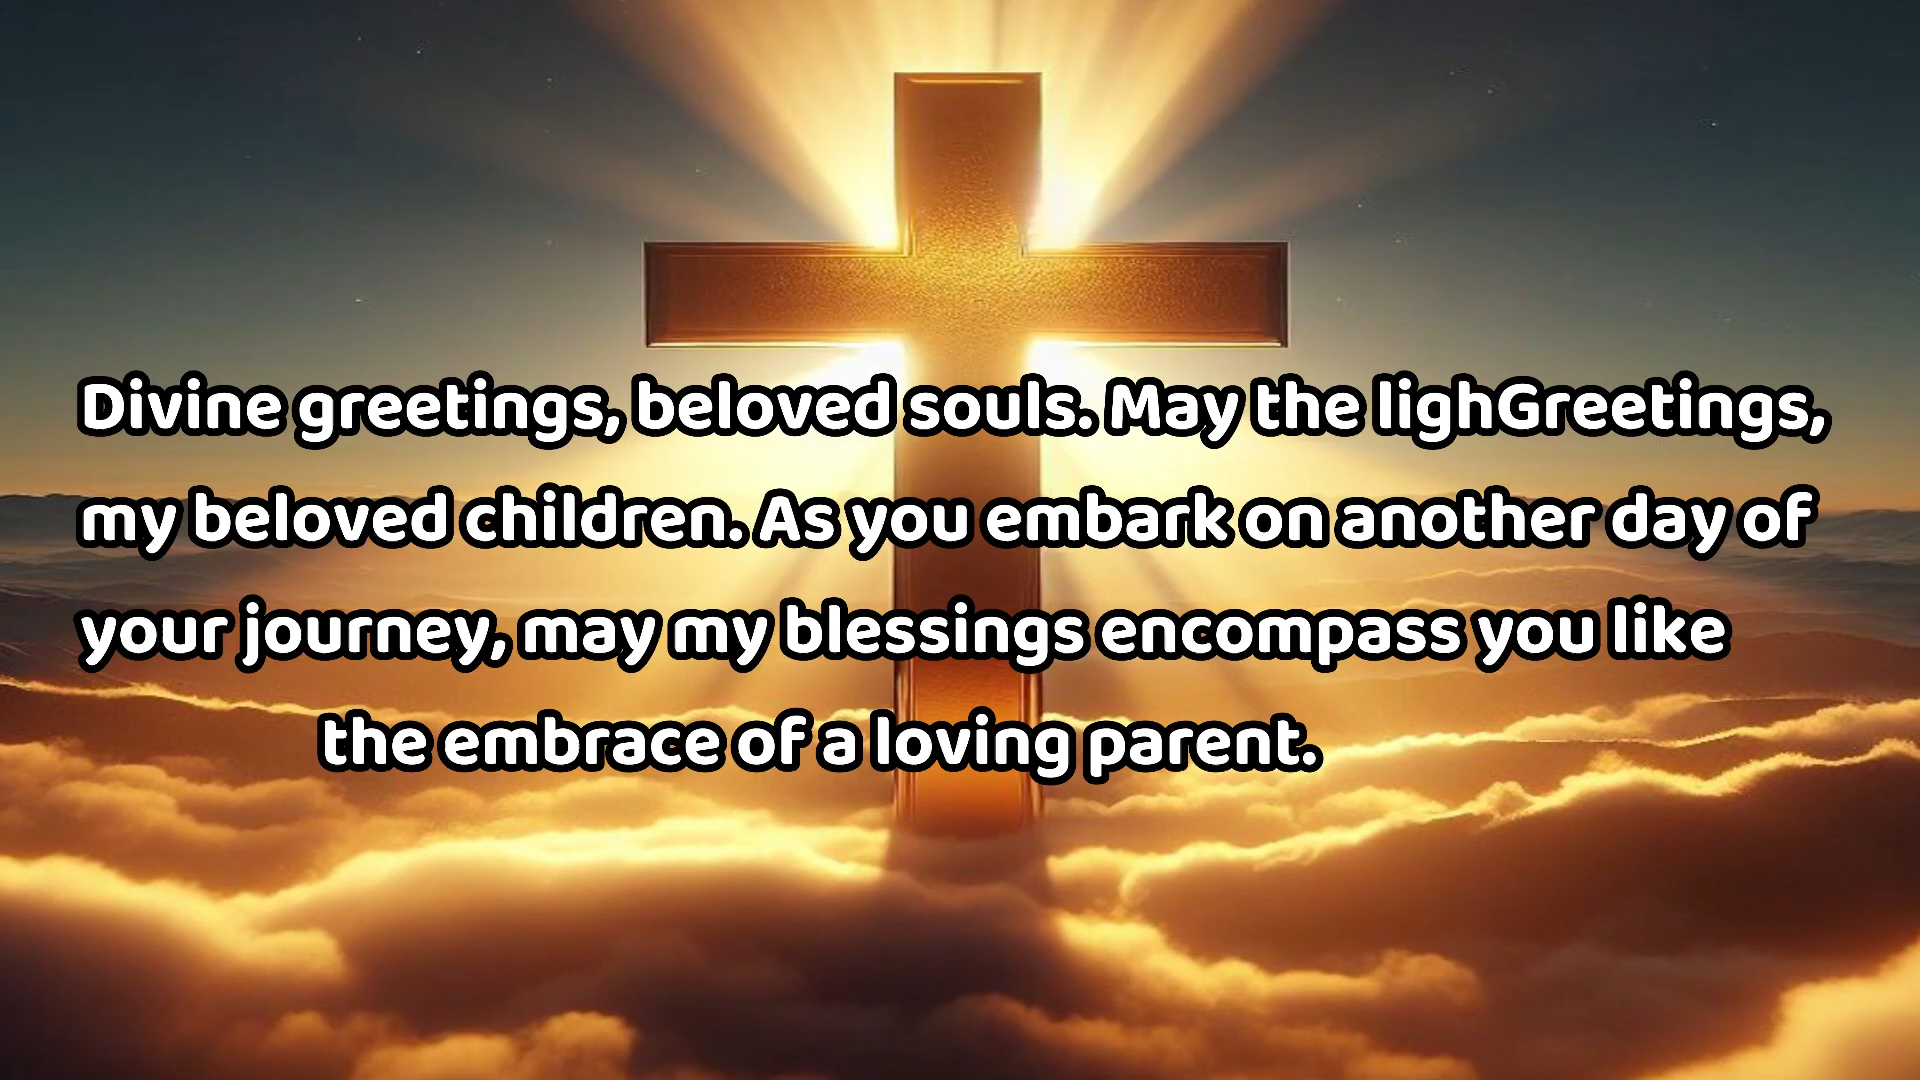 Divine greetings, beloved souls. May the lighGreetings,
my beloved children. As you embark on another day of
your journey, may my blessings encompass you like
the embrace of a loving parent.